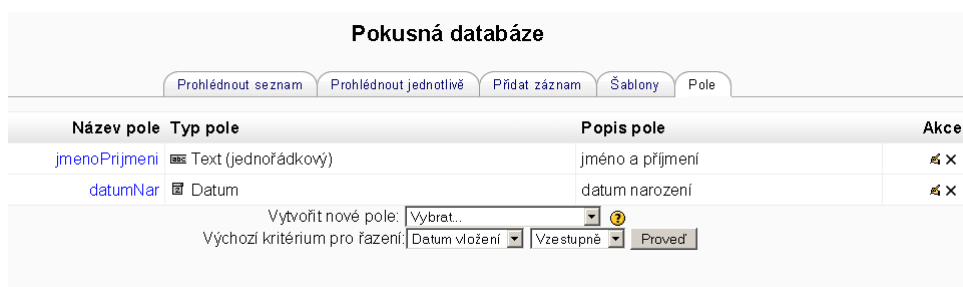 Pokusná databáze
Prohlédnout seznam Prohlédnout jednotlivě Přidat záznam Šablony Pole
Název pole Typ pole Popis pole Akce
jmenoPrijmeni Text (jednořádkový) jméno a příjmení
datumNar Datum datum narození
Vytvořit nové pole: Vybrat...
Výchozí kritérium pro řazení: Datum vložení Vzestupně Proveď